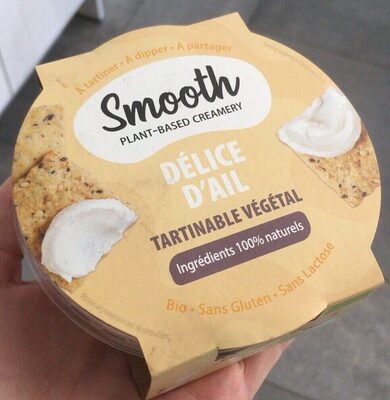 À tartiner • À dipper • À partager
Smooth
PLANT-BASED CREAMERY
DÉLICE
D'AIL
TARTINABLE VÉGÉTAL
Ingrédients 100% naturels
Bio • Sans Gluten • Sans Lactose